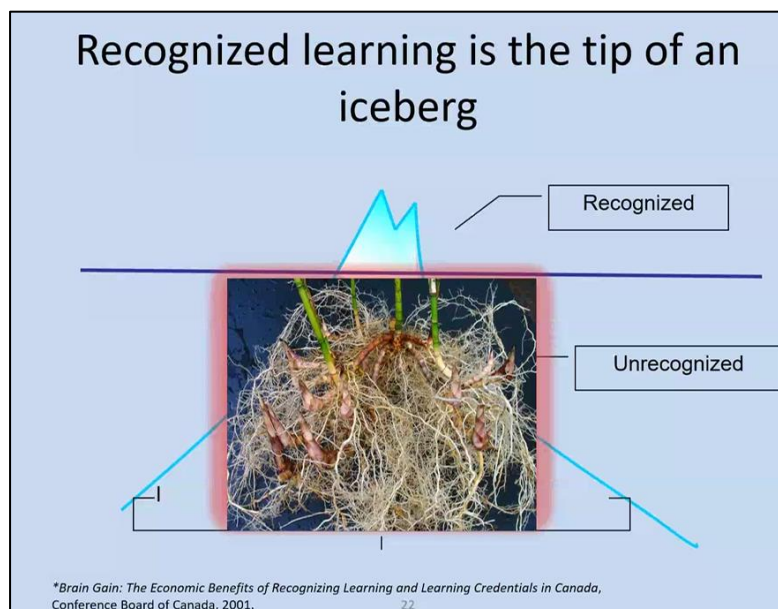 Recognized learning is the tip of an
iceberg
Recognized
Unrecognized
*Brain Gain: The Economic Benefits of Recognizing Learning and Learning Credentials in Canada,
Conference Board of Canada, 2001.
22